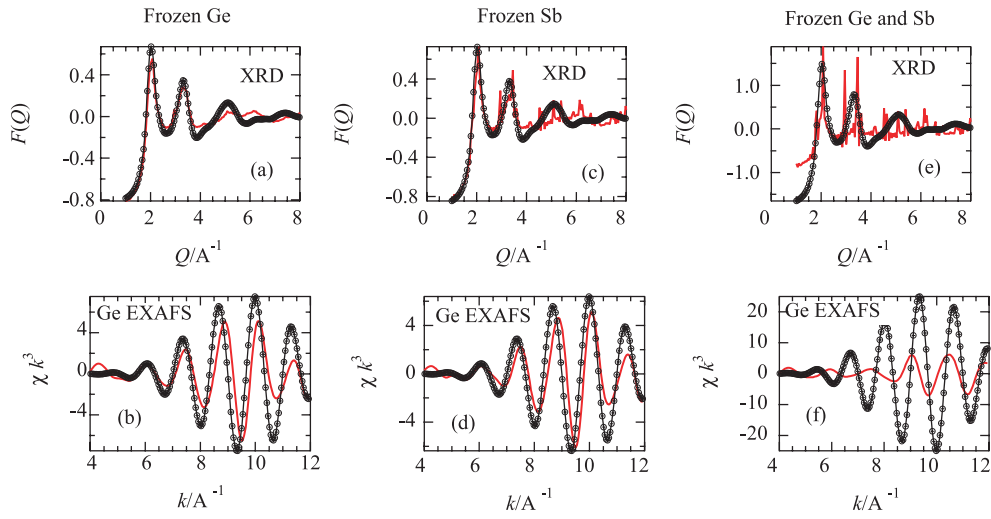 Frozen Ge
Frozen Sb
Frozen Ge and Sb
XRD
0.4
0.0
-0.4
-0.8
F(Q)
(a)
0 2 4 6 8
Q/A⁻¹
XRD
0.4
0.0
-0.4
-0.8
F(Q)
(c)
0 2 4 6 8
Q/A⁻¹
XRD
1.0
0.0
-1.0
F(Q)
(e)
0 2 4 6 8
Q/A⁻¹
Ge EXAFS
4
0
-4
χ k³
(b)
4 6 8 10 12
k/A⁻¹
Ge EXAFS
4
0
-4
χ k³
(d)
4 6 8 10 12
k/A⁻¹
Ge EXAFS
20
10
0
-10
-20
χ k³
(f)
4 6 8 10 12
k/A⁻¹